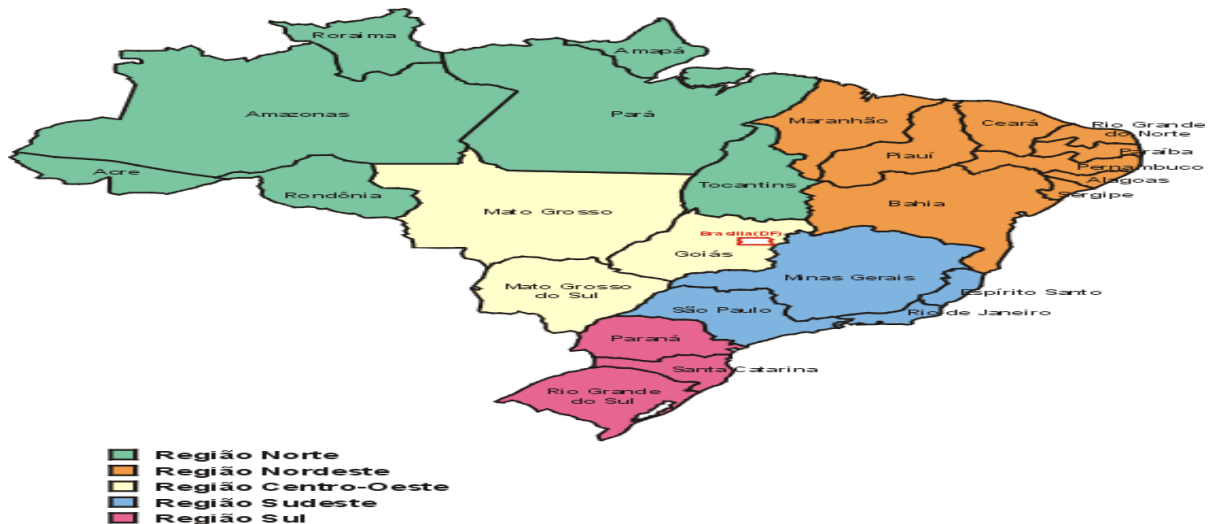 Roraima
Amapá
Amazonas
Pará
Maranhão
Ceará
Rio Grande
do Norte
Piauí
Paraíba
Pernambuco
Acre
Rondônia
Tocantins
Alagoas
Sergipe
Bahia
Mato Grosso
Brasília(DF)
Goiás
Minas Gerais
Mato Grosso
do Sul
Espírito Santo
São Paulo
Rio de Janeiro
Paraná
Santa Catarina
Rio Grande
do Sul
Região Norte
Região Nordeste
Região Centro-Oeste
Região Sudeste
Região Sul